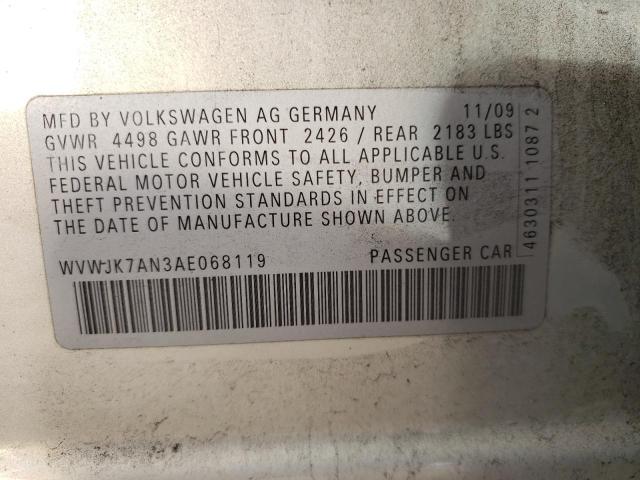 MFD BY VOLKSWAGEN AG GERMANY 11/09
GVWR 4498 GAWR FRONT 2426 / REAR 2183 LBS
THIS VEHICLE CONFORMS TO ALL APPLICABLE U.S.
FEDERAL MOTOR VEHICLE SAFETY, BUMPER AND
THEFT PREVENTION STANDARDS IN EFFECT ON
THE DATE OF MANUFACTURE SHOWN ABOVE.
WVWJK7AN3AE068119 PASSENGER CAR
4630311 1087 2